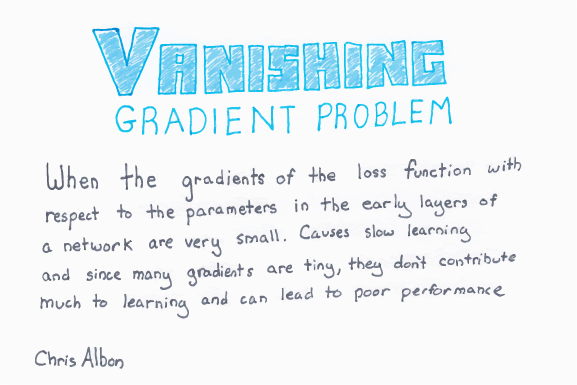 VANISHING
GRADIENT PROBLEM
When the gradients of the loss function with
respect to the parameters in the early layers of
a network are very small. Causes slow learning
and since many gradients are tiny, they don't contribute
much to learning and can lead to poor performance
Chris Albon